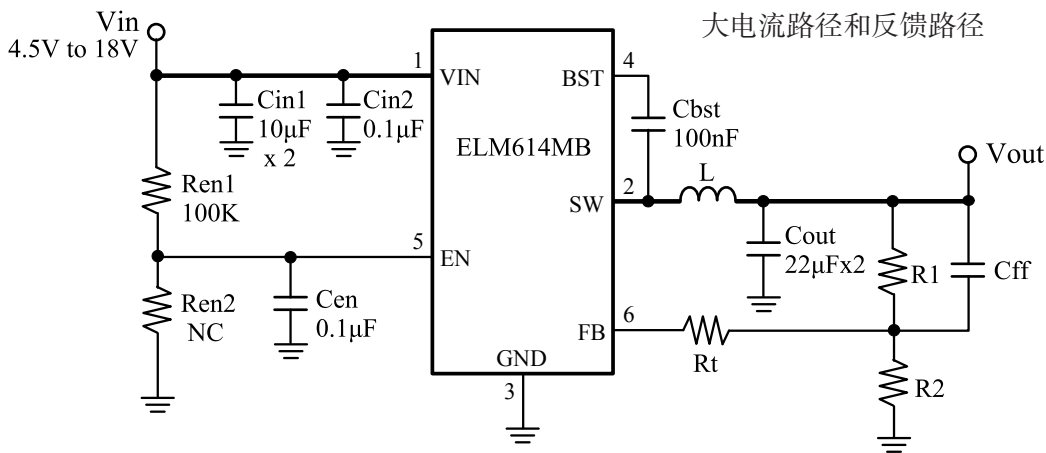 大电流路径和反馈路径
Vin
4.5V to 18V
1
VIN
Cin1
10μF
x 2
Cin2
0.1μF
ELM614MB
BST
4
Cbst
100nF
SW
2
L
Vout
Ren1
100K
5
EN
Cen
0.1μF
Ren2
NC
Cout
22μFx2
R1
Cff
FB
6
Rt
R2
GND
3